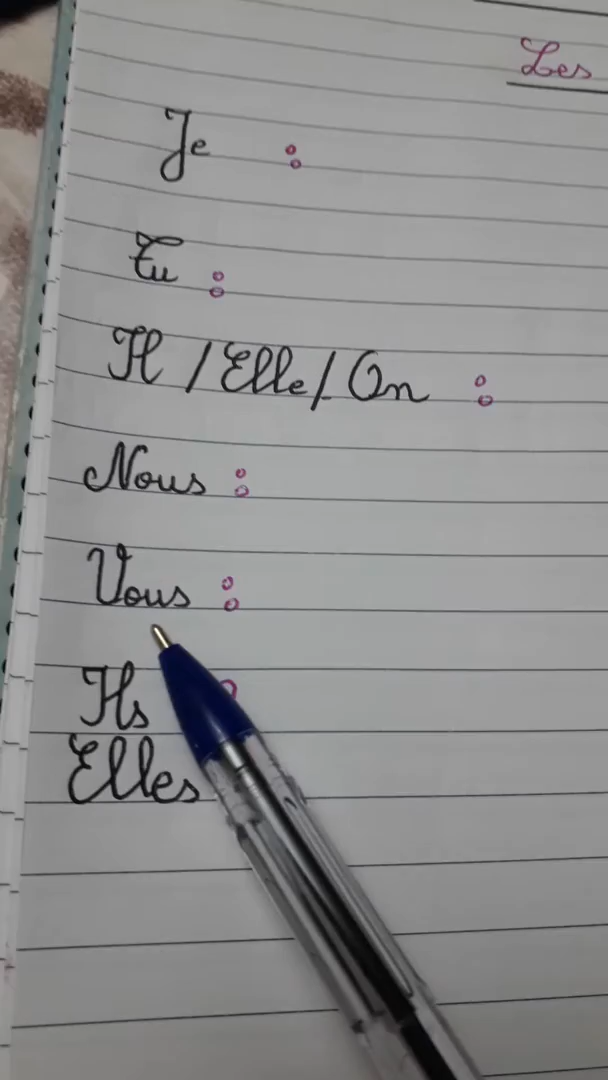 Les
Je :
Tu :
Il / Elle / On :
Nous :
Vous :
Ils
Elles